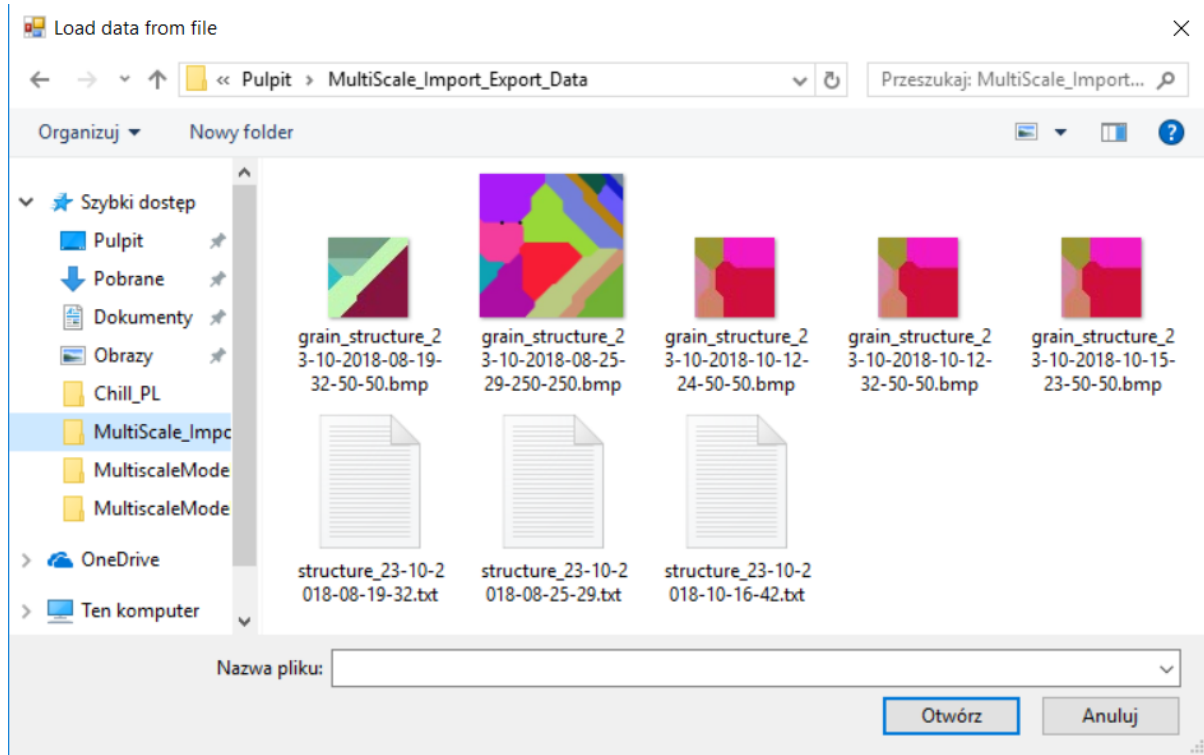 Load data from file
« Pulpit > MultiScale_Import_Export_Data
Przeszukaj: MultiScale_Import...
Organizuj
Nowy folder
Szybki dostęp
Pulpit
Pobrane
Dokumenty
Obrazy
Chill_PL
MultiScale_Impo
MultiscaleMode
MultiscaleMode
OneDrive
Ten komputer
grain_structure_2
3-10-2018-08-19-
32-50-50.bmp
grain_structure_2
3-10-2018-08-25-
29-250-250.bmp
grain_structure_2
3-10-2018-10-12-
24-50-50.bmp
grain_structure_2
3-10-2018-10-12-
32-50-50.bmp
grain_structure_2
3-10-2018-10-15-
23-50-50.bmp
structure_23-10-2
018-08-19-32.txt
structure_23-10-2
018-08-25-29.txt
structure_23-10-2
018-10-16-42.txt
Nazwa pliku:
Otwórz
Anuluj